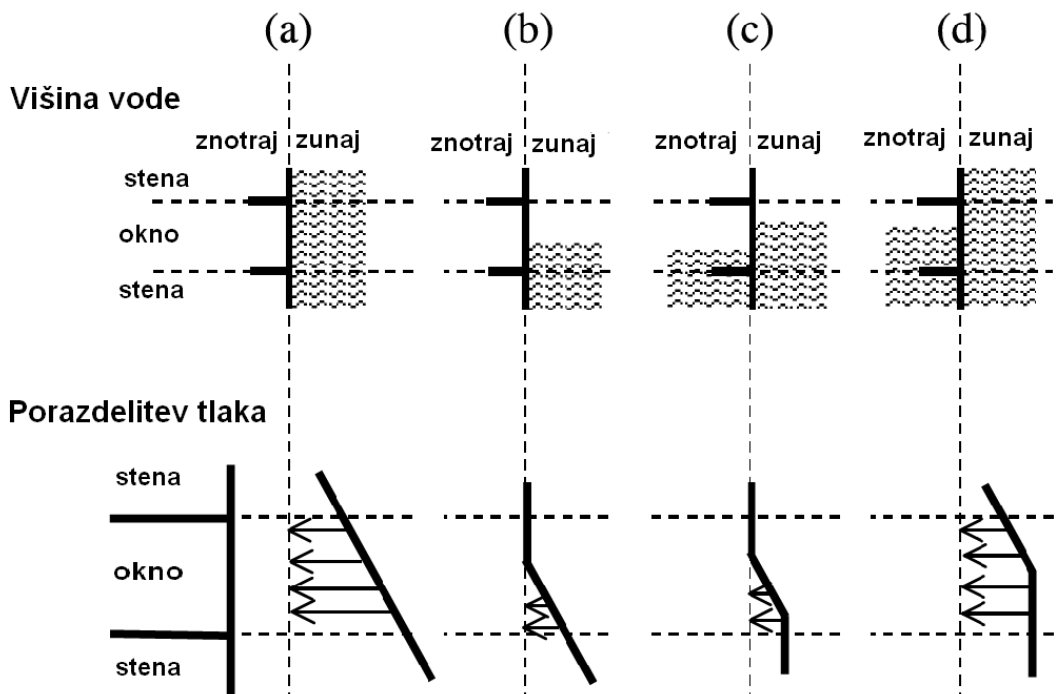 (a) (b) (c) (d)
Višina vode
znotraj zunaj znotraj zunaj znotraj zunaj znotraj zunaj
stena
okno
stena
Porazdelitev tlaka
stena
okno
stena